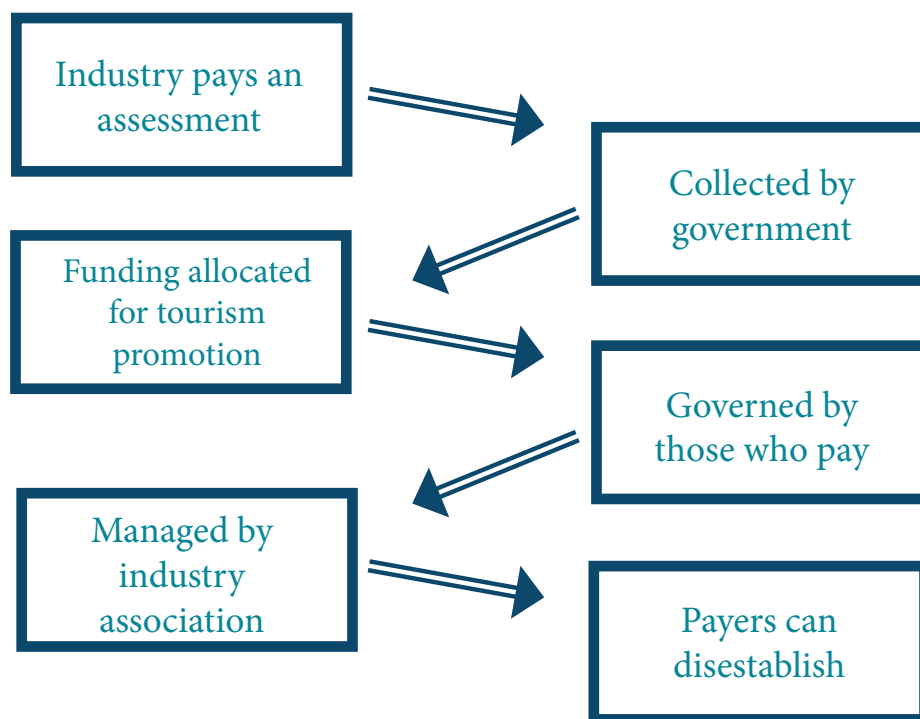 Industry pays an
assessment
Collected by
government
Funding allocated
for tourism
promotion
Governed by
those who pay
Managed by
industry
association
Payers can
disestablish